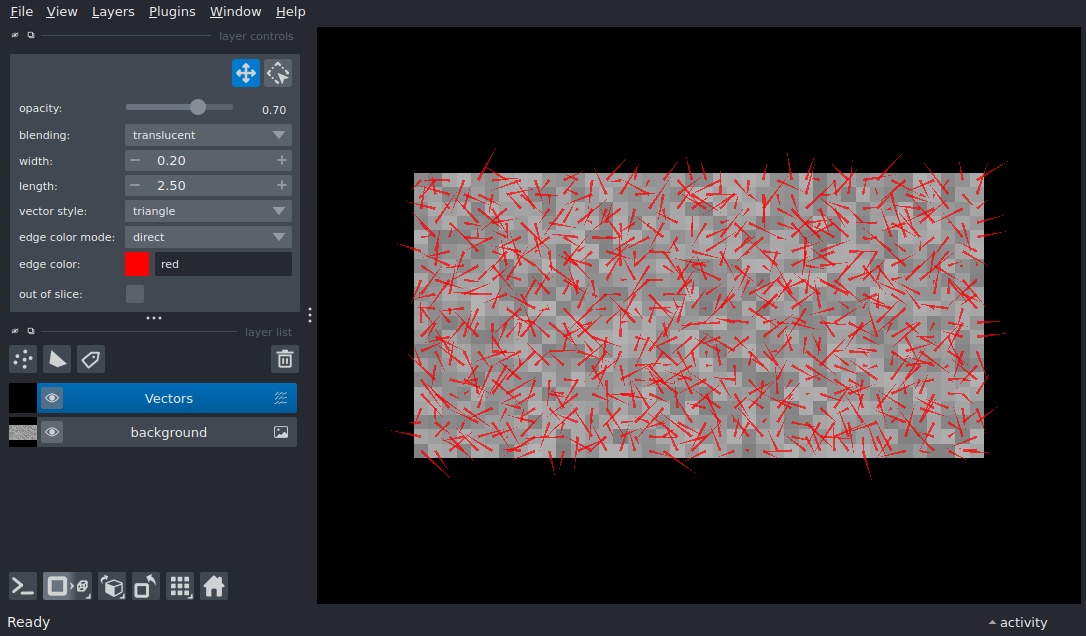 File View Layers Plugins Window Help
layer controls
opacity: 0.70
blending: translucent
width: 0.20
length: 2.50
vector style: triangle
edge color mode: direct
edge color: red
out of slice:
layer list
Vectors
background
Ready
activity